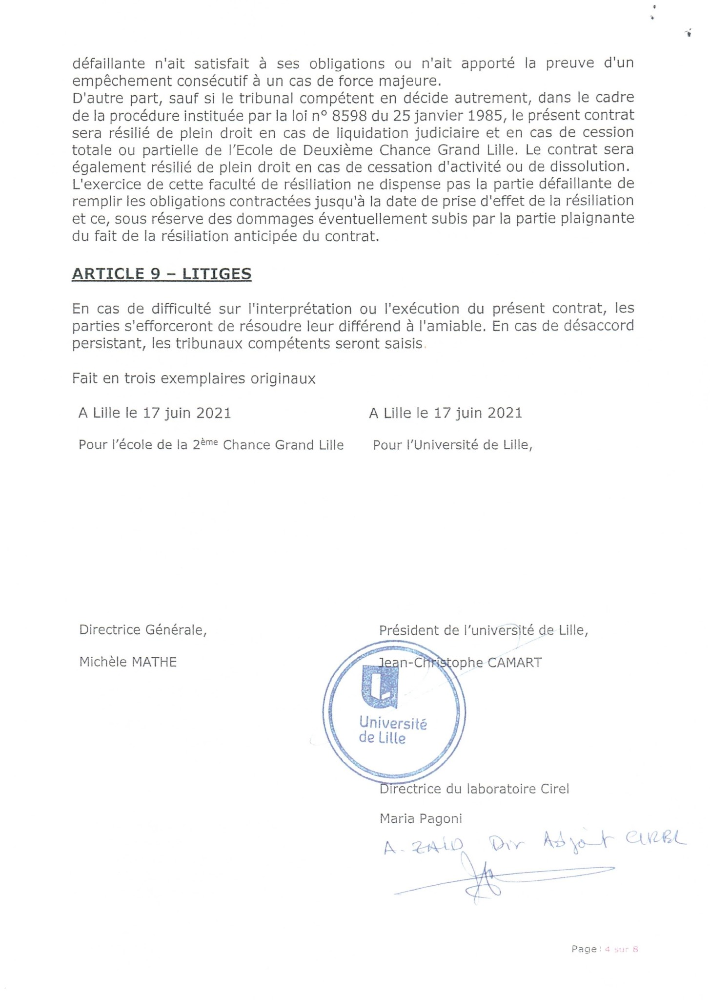 défaillante n'ait satisfait à ses obligations ou n'ait apporté la preuve d'un
empêchement consécutif à un cas de force majeure.
D'autre part, sauf si le tribunal compétent en décide autrement, dans le cadre
de la procédure instituée par la loi n° 8598 du 25 janvier 1985, le présent contrat
sera résilié de plein droit en cas de liquidation judiciaire et en cas de cession
totale ou partielle de l'Ecole de Deuxième Chance Grand Lille. Le contrat sera
également résilié de plein droit en cas de cessation d'activité ou de dissolution.
L'exercice de cette faculté de résiliation ne dispense pas la partie défaillante de
remplir les obligations contractées jusqu'à la date de prise d'effet de la résiliation
et ce, sous réserve des dommages éventuellement subis par la partie plaignante
du fait de la résiliation anticipée du contrat.
ARTICLE 9 – LITIGES
En cas de difficulté sur l'interprétation ou l'exécution du présent contrat, les
parties s'efforceront de résoudre leur différend à l'amiable. En cas de désaccord
persistant, les tribunaux compétents seront saisis.
Fait en trois exemplaires originaux
A Lille le 17 juin 2021
A Lille le 17 juin 2021
Pour l'école de la 2ème Chance Grand Lille
Pour l'Université de Lille,
Directrice Générale,
Président de l'université de Lille,
Michèle MATHE
Jean-Christophe CAMART
Université
de Lille
Directrice du laboratoire Cirel
Maria Pagoni
A. ZAID Dir Adjoint CIREL
Page | 4 sur 8